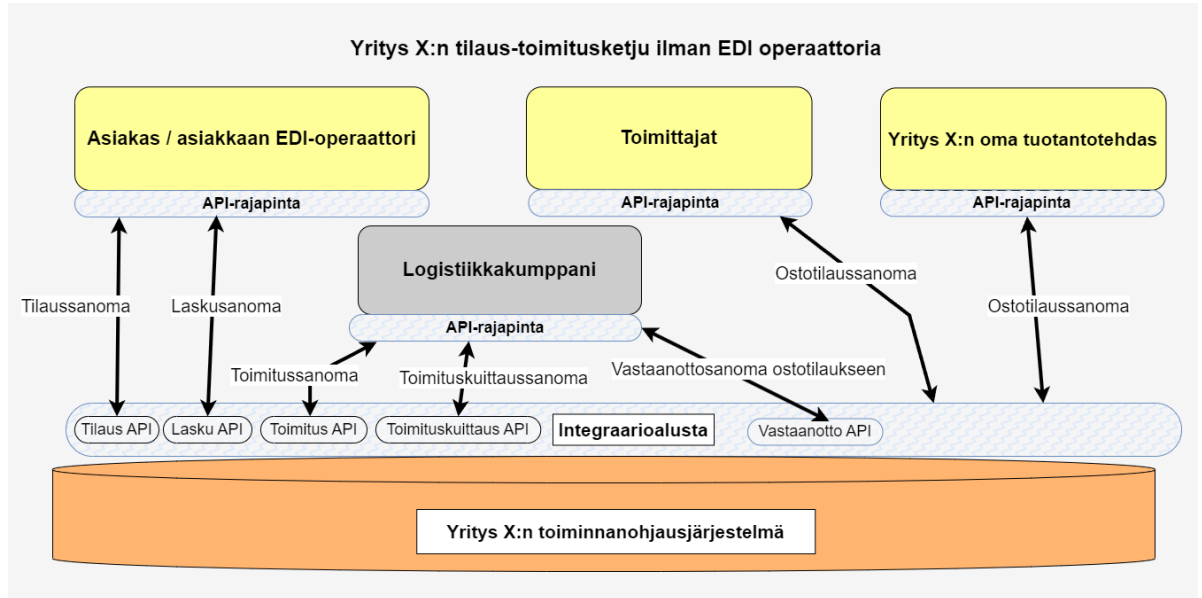 Yritys X:n tilaus-toimitusketju ilman EDI operaattoria
Asiakas / asiakkaan EDI-operaattori
Toimittajat
Yritys X:n oma tuotantotehdas
API-rajapinta
API-rajapinta
API-rajapinta
Logistiikkakumppani
API-rajapinta
Tilaussanoma
Laskusanoma
Ostotilaussanoma
Ostotilaussanoma
Toimitussanoma
Toimituskuittaussanoma
Vastaanottosanoma ostotilaukseen
Tilaus API
Lasku API
Toimitus API
Toimituskuittaus API
Integraarioalusta
Vastaanotto API
Yritys X:n toiminnanohjausjärjestelmä